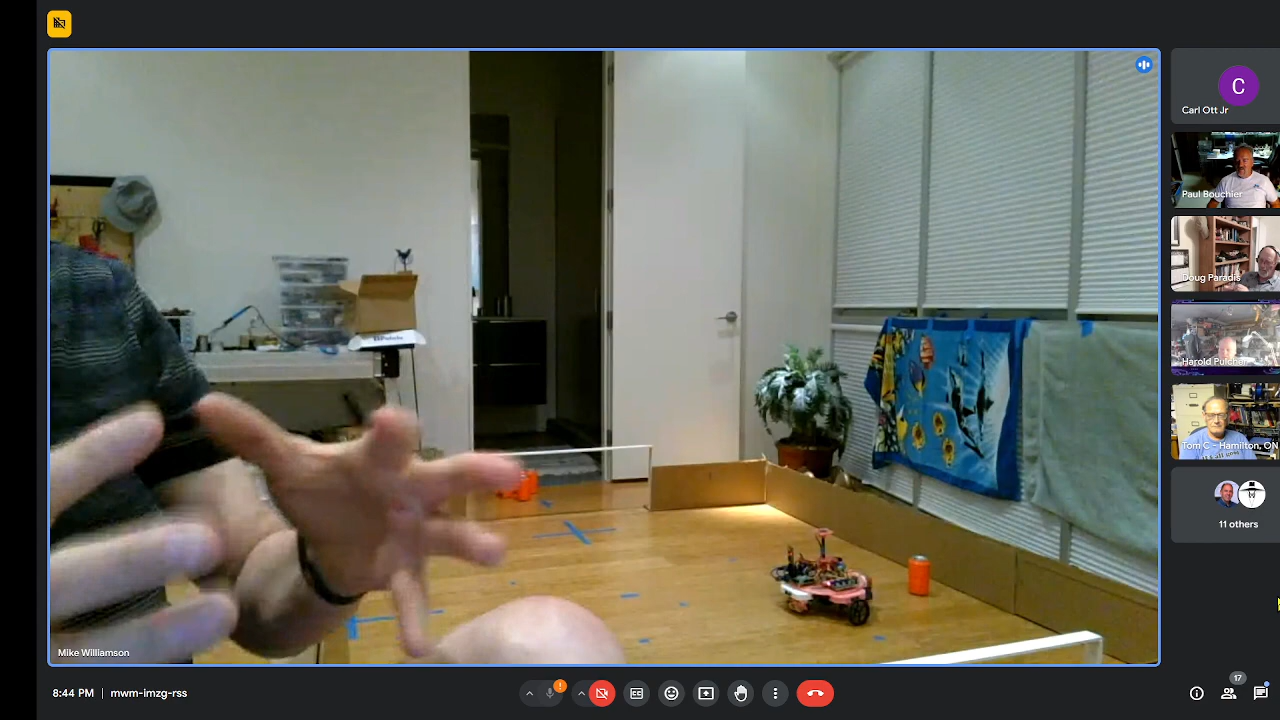 C
Carl Ott Jr
Paul Bouchier
Doug Paradis
Harold Pulcher
Tom C - Hamilton, ON
11 others
Mike Williamson
8:44 PM | mwm-imzg-rss
17